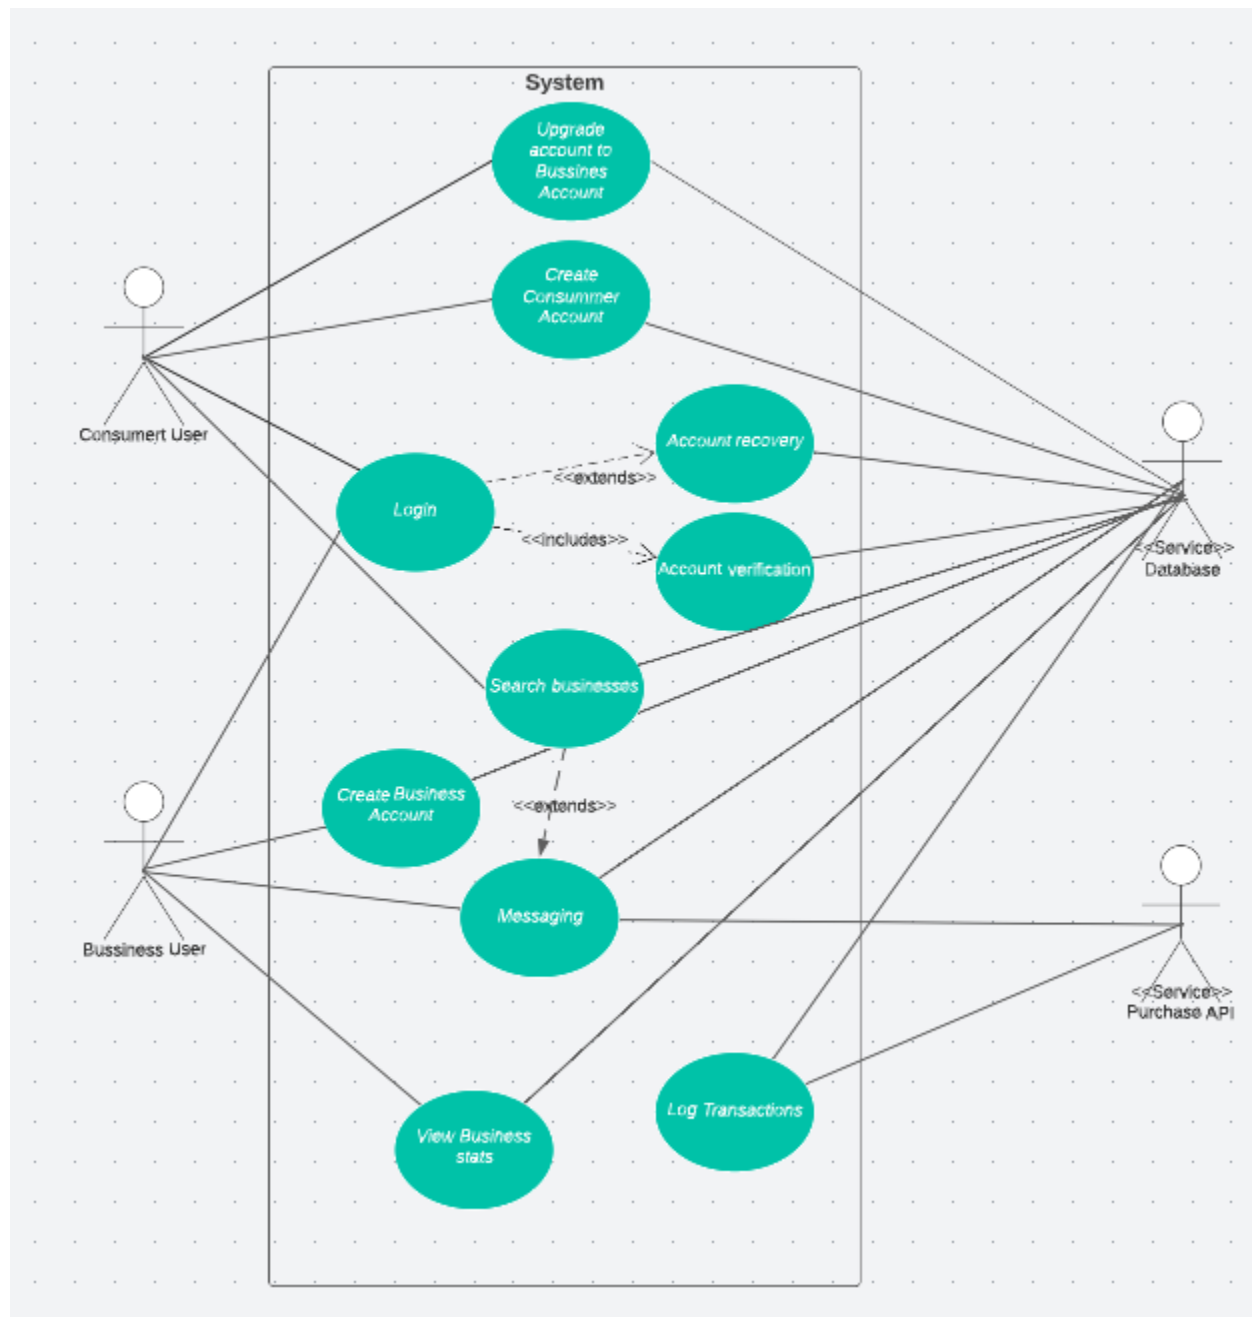 System
Upgrade
account to
Bussines
Account
Create
Consummer
Account
Consumert User
Account recovery
<<extends>>
Login
<<includes>>
Account verification
<<Service>>
Database
Search businesses
Create Business
Account
<<extends>>
Messaging
Bussiness User
<<Service>>
Purchase API
Log Transactions
View Business
stats